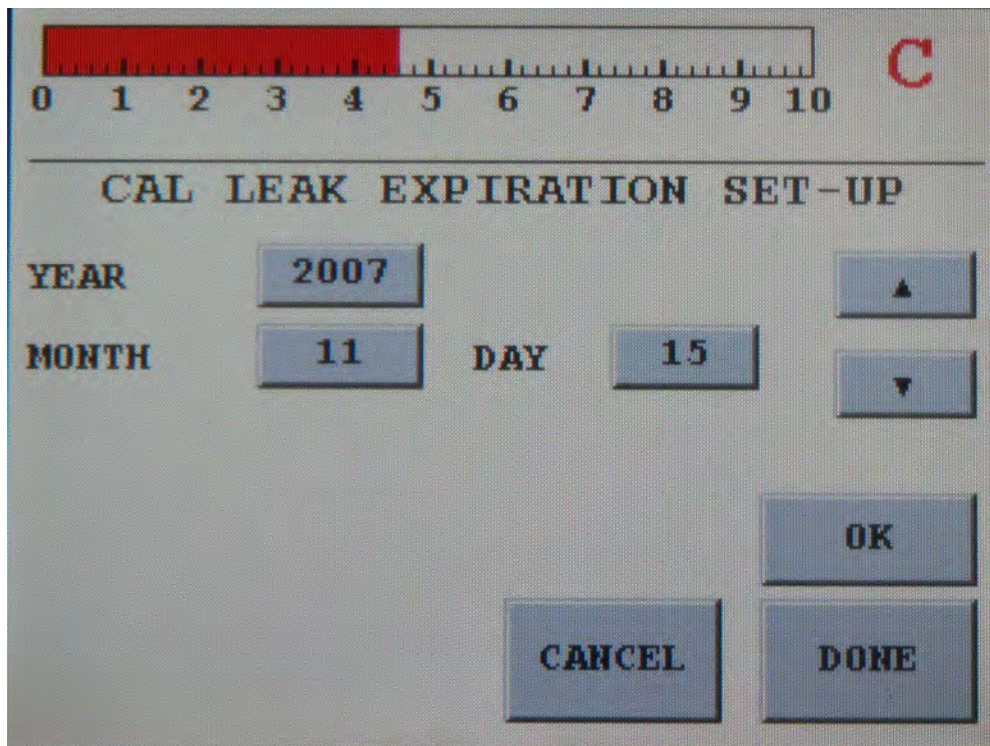 C
0 1 2 3 4 5 6 7 8 9 10
CAL LEAK EXPIRATION SET-UP
YEAR 2007 ▲
MONTH 11 DAY 15 ▼
OK
CANCEL DONE